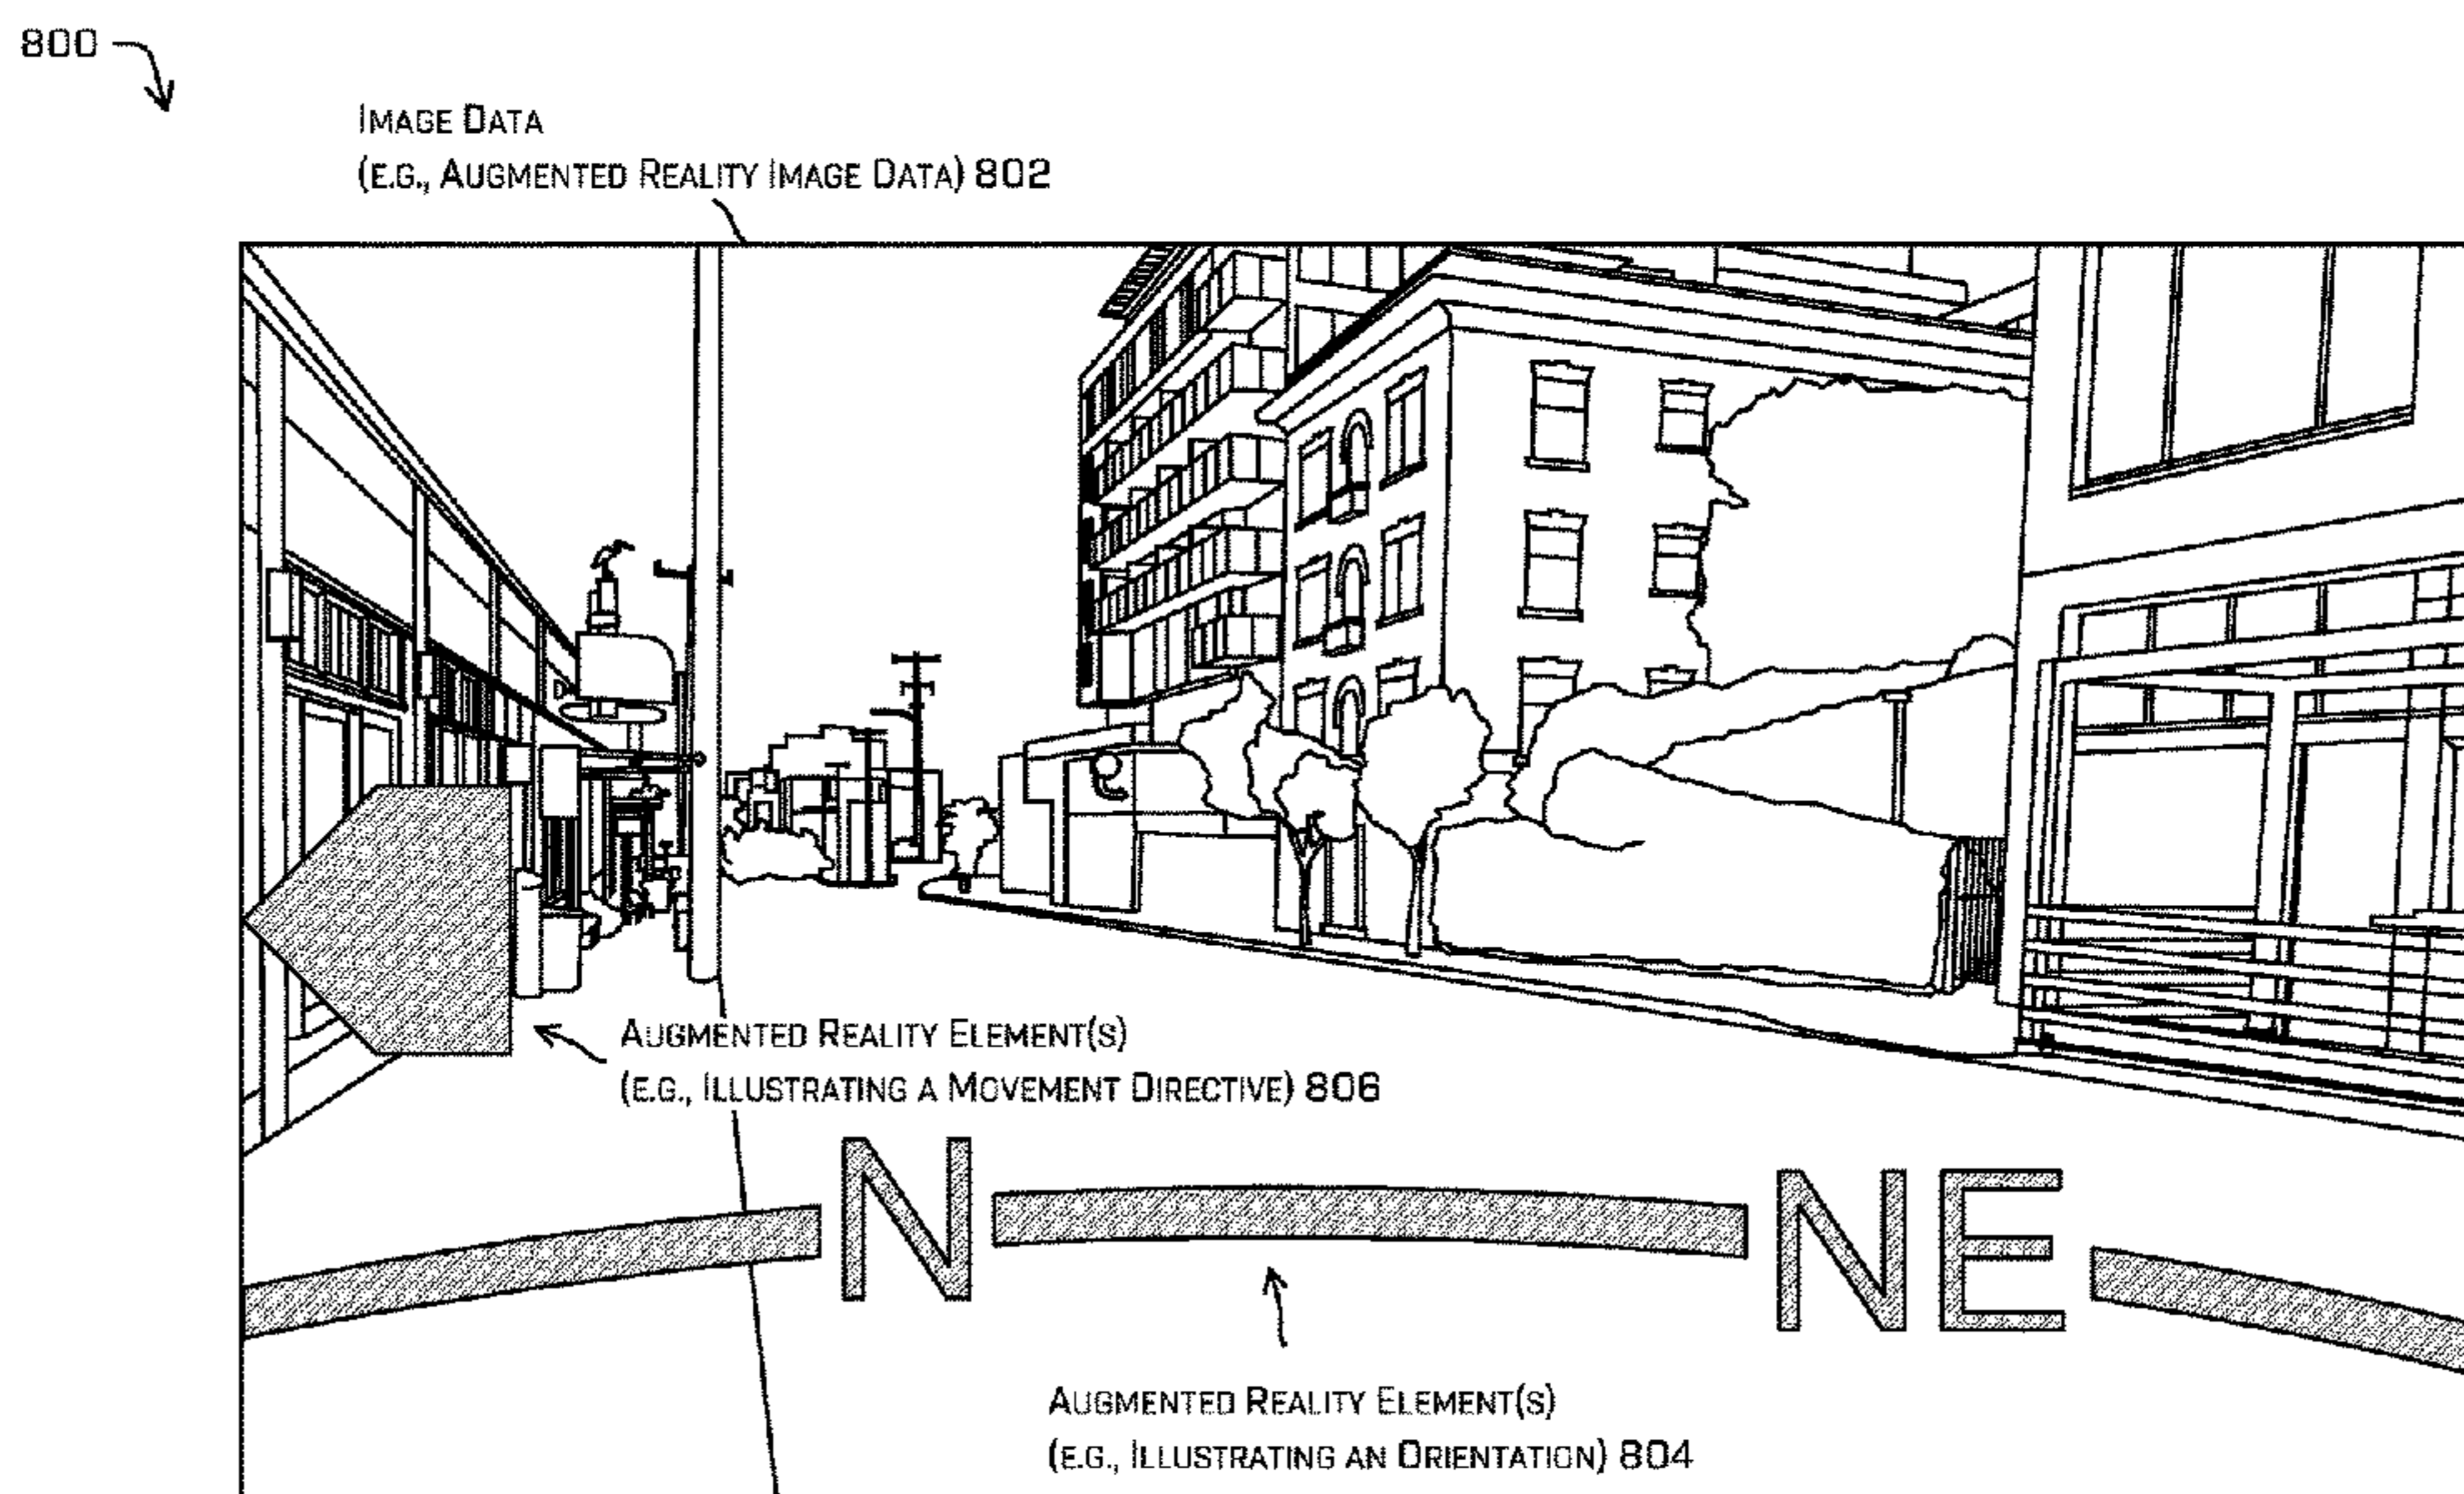 800
IMAGE DATA
(E.G., AUGMENTED REALITY IMAGE DATA) 802
AUGMENTED REALITY ELEMENT(S)
(E.G., ILLUSTRATING A MOVEMENT DIRECTIVE) 806
N NE
AUGMENTED REALITY ELEMENT(S)
(E.G., ILLUSTRATING AN ORIENTATION) 804